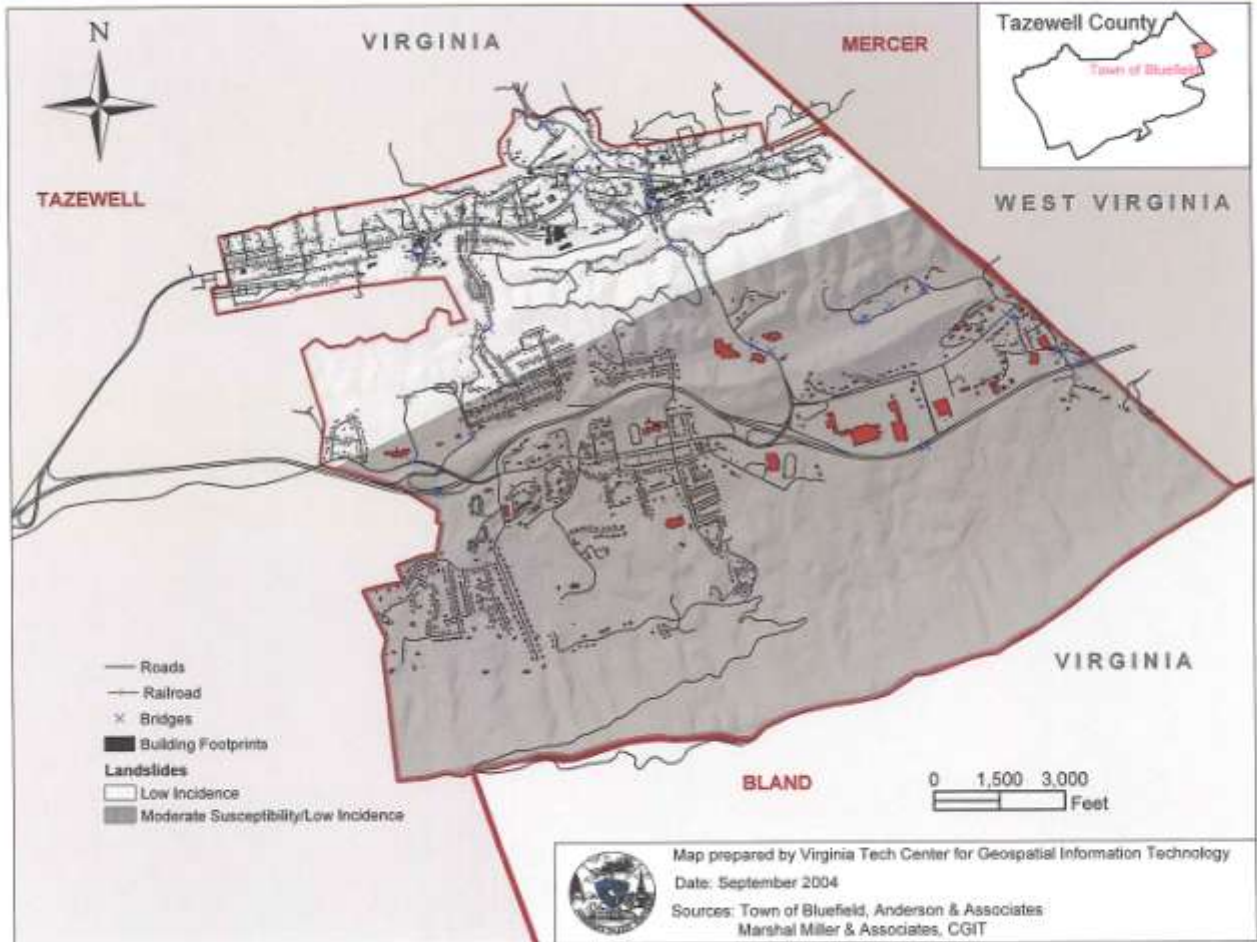 N
VIRGINIA
MERCER
Tazewell County
Town of Bluefield
TAZEWELL
WEST VIRGINIA
VIRGINIA
BLAND
Roads
Railroad
Bridges
Building Footprints
Landslides
Low Incidence
Moderate Susceptibility/Low Incidence
0 1,500 3,000
Feet
Map prepared by Virginia Tech Center for Geospatial Information Technology
Date: September 2004
Sources: Town of Bluefield, Anderson & Associates
Marshal Miller & Associates, CGIT